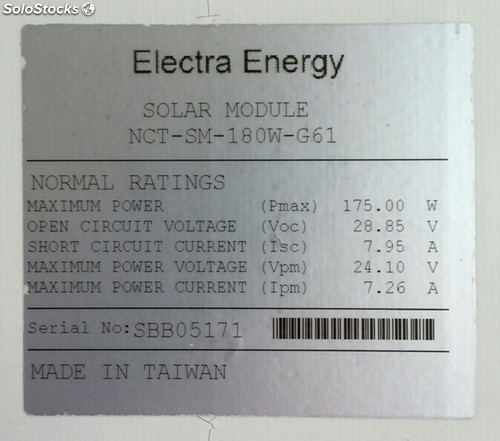 SoloStocks
Electra Energy
SOLAR MODULE
NCT-SM-180W-G61
NORMAL RATINGS
MAXIMUM POWER (Pmax) 175.00 W
OPEN CIRCUIT VOLTAGE (Voc) 28.85 V
SHORT CIRCUIT CURRENT (Isc) 7.95 A
MAXIMUM POWER VOLTAGE (Vpm) 24.10 V
MAXIMUM POWER CURRENT (Ipm) 7.26 A
Serial No:SBB05171
MADE IN TAIWAN